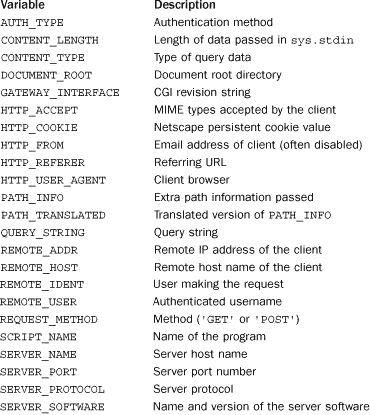 Variable Description
AUTH_TYPE Authentication method
CONTENT_LENGTH Length of data passed in sys.stdin
CONTENT_TYPE Type of query data
DOCUMENT_ROOT Document root directory
GATEWAY_INTERFACE CGI revision string
HTTP_ACCEPT MIME types accepted by the client
HTTP_COOKIE Netscape persistent cookie value
HTTP_FROM Email address of client (often disabled)
HTTP_REFERER Referring URL
HTTP_USER_AGENT Client browser
PATH_INFO Extra path information passed
PATH_TRANSLATED Translated version of PATH_INFO
QUERY_STRING Query string
REMOTE_ADDR Remote IP address of the client
REMOTE_HOST Remote host name of the client
REMOTE_IDENT User making the request
REMOTE_USER Authenticated username
REQUEST_METHOD Method ('GET' or 'POST')
SCRIPT_NAME Name of the program
SERVER_NAME Server host name
SERVER_PORT Server port number
SERVER_PROTOCOL Server protocol
SERVER_SOFTWARE Name and version of the server software